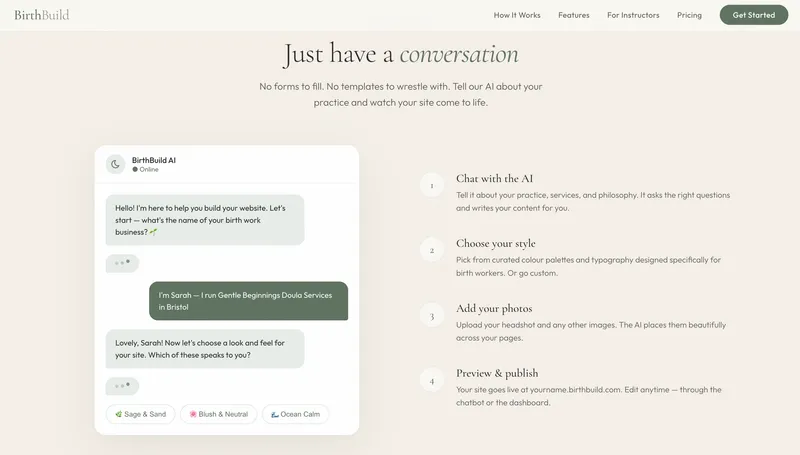 BirthBuild
How It Works
Features
For Instructors
Pricing
Get Started
Just have a conversation
No forms to fill. No templates to wrestle with. Tell our AI about your
practice and watch your site come to life.
BirthBuild AI
Online
Hello! I'm here to help you build your website. Let's
start — what's the name of your birth work
business? 🌱
I'm Sarah — I run Gentle Beginnings Doula Services
in Bristol
Lovely, Sarah! Now let's choose a look and feel for
your site. Which of these speaks to you?
🌿 Sage & Sand
🌸 Blush & Neutral
🌊 Ocean Calm
1
Chat with the AI
Tell it about your practice, services, and philosophy. It asks the right questions
and writes your content for you.
2
Choose your style
Pick from curated colour palettes and typography designed specifically for
birth workers. Or go custom.
3
Add your photos
Upload your headshot and any other images. The AI places them beautifully
across your pages.
4
Preview & publish
Your site goes live at yourname.birthbuild.com. Edit anytime — through the
chatbot or the dashboard.